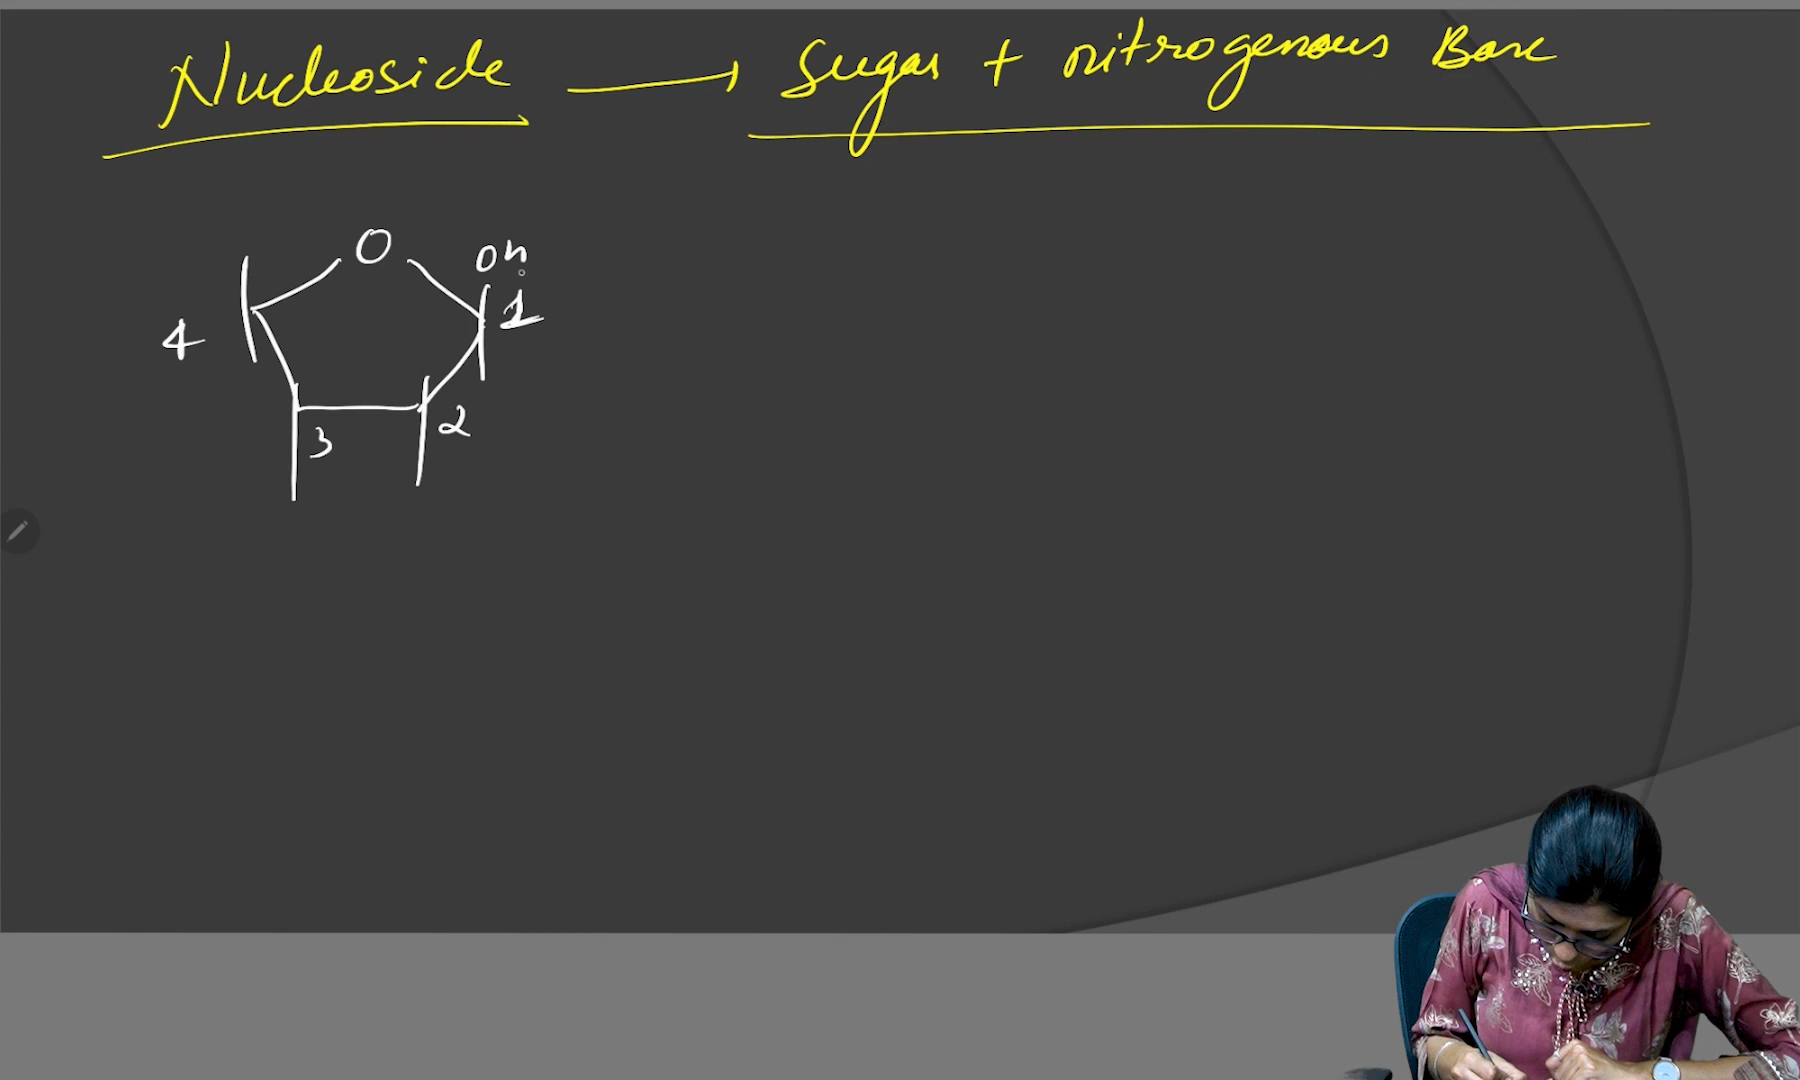 Nucleoside → Sugar + nitrogenous Base
O
OH
1
4
2
3